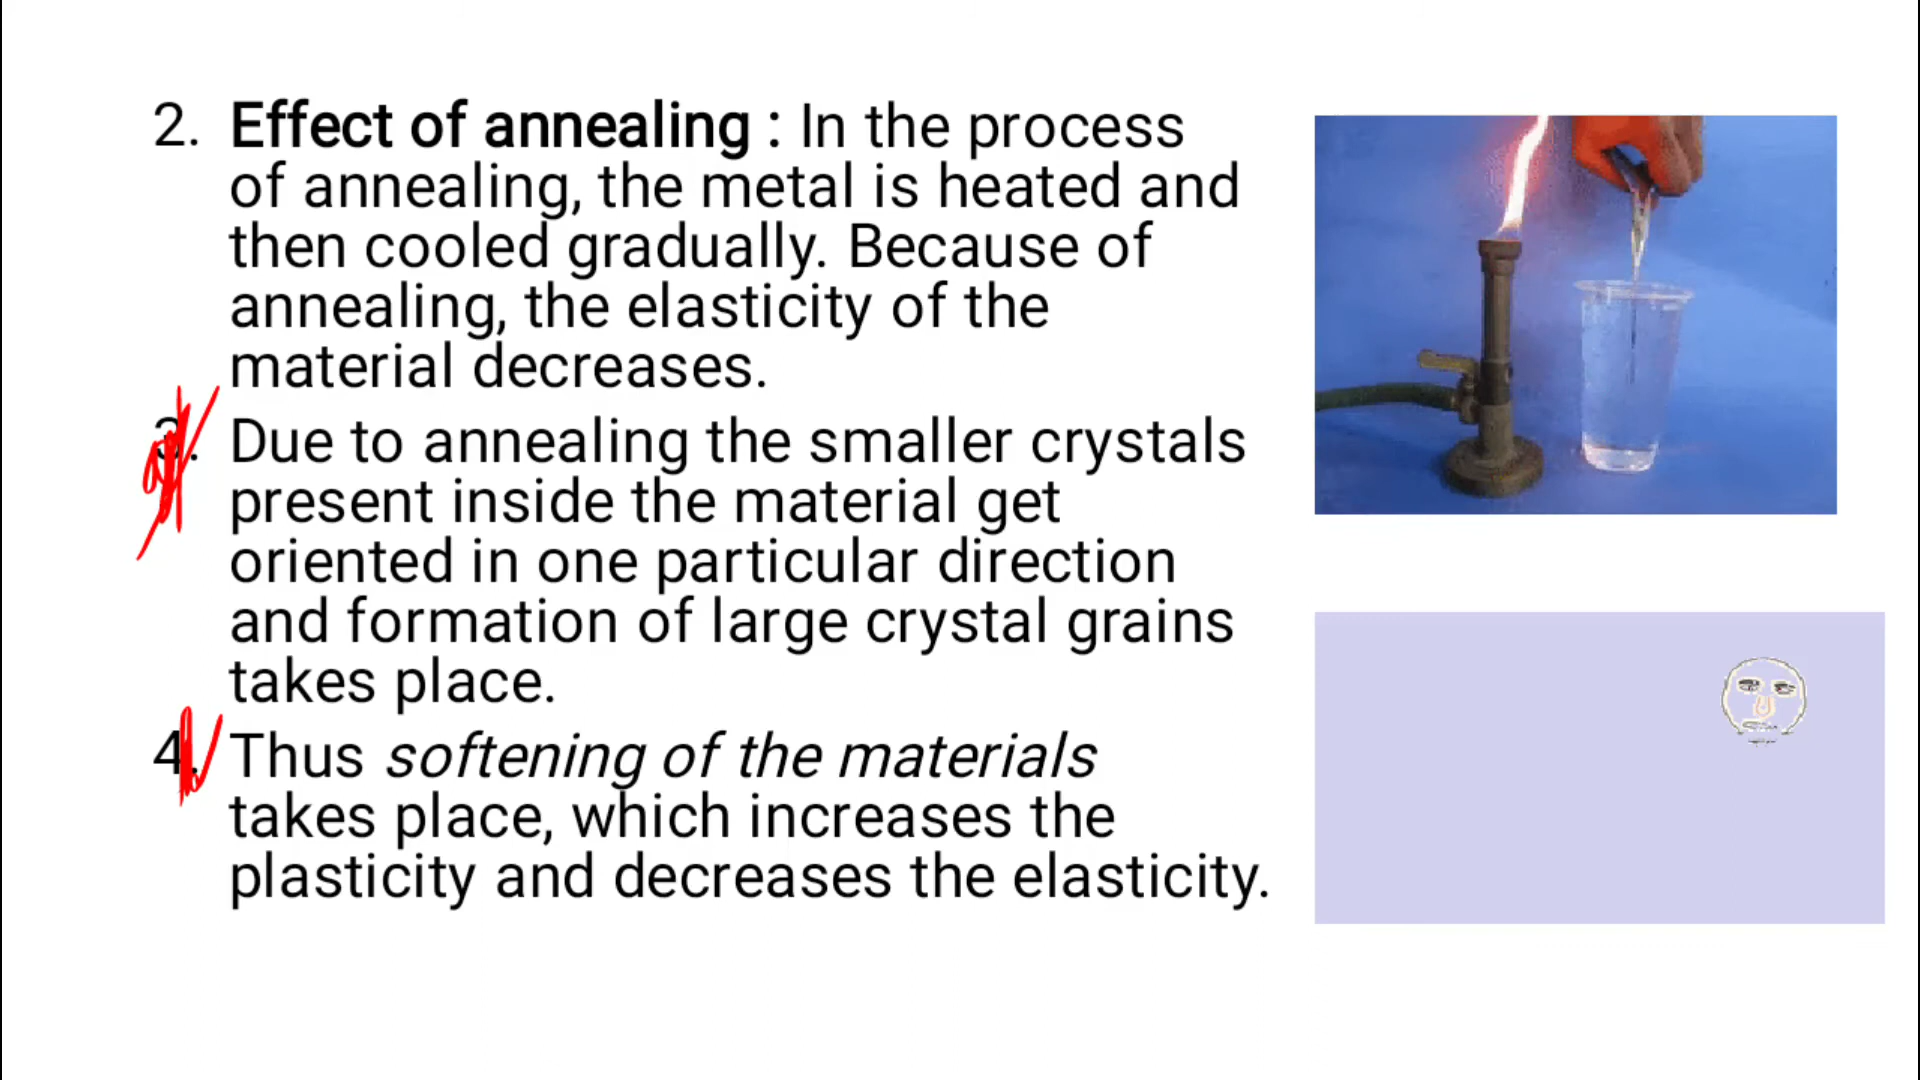 2. Effect of annealing : In the process
of annealing, the metal is heated and
then cooled gradually. Because of
annealing, the elasticity of the
material decreases.
3. Due to annealing the smaller crystals
present inside the material get
oriented in one particular direction
and formation of large crystal grains
takes place.
4. Thus softening of the materials
takes place, which increases the
plasticity and decreases the elasticity.